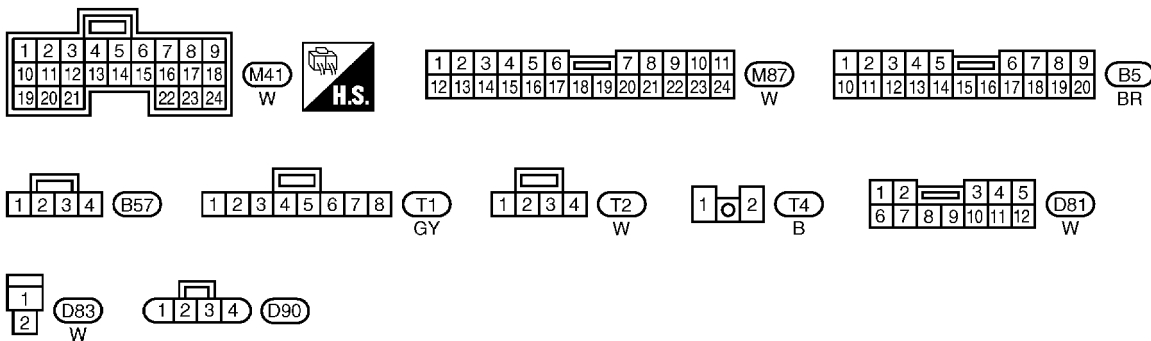 1 2 3 4 5 6 7 8 9
10 11 12 13 14 15 16 17 18
19 20 21 22 23 24
M41
W
H.S.
1 2 3 4 5 6 7 8 9 10 11
12 13 14 15 16 17 18 19 20 21 22 23 24
M87
W
1 2 3 4 5 6 7 8 9
10 11 12 13 14 15 16 17 18 19 20
B5
BR
1 2 3 4
B57
1 2 3 4 5 6 7 8
T1
GY
1 2 3 4
T2
W
1 2
T4
B
1 2 3 4 5
6 7 8 9 10 11 12
D81
W
1
2
D83
W
1 2 3 4
D90